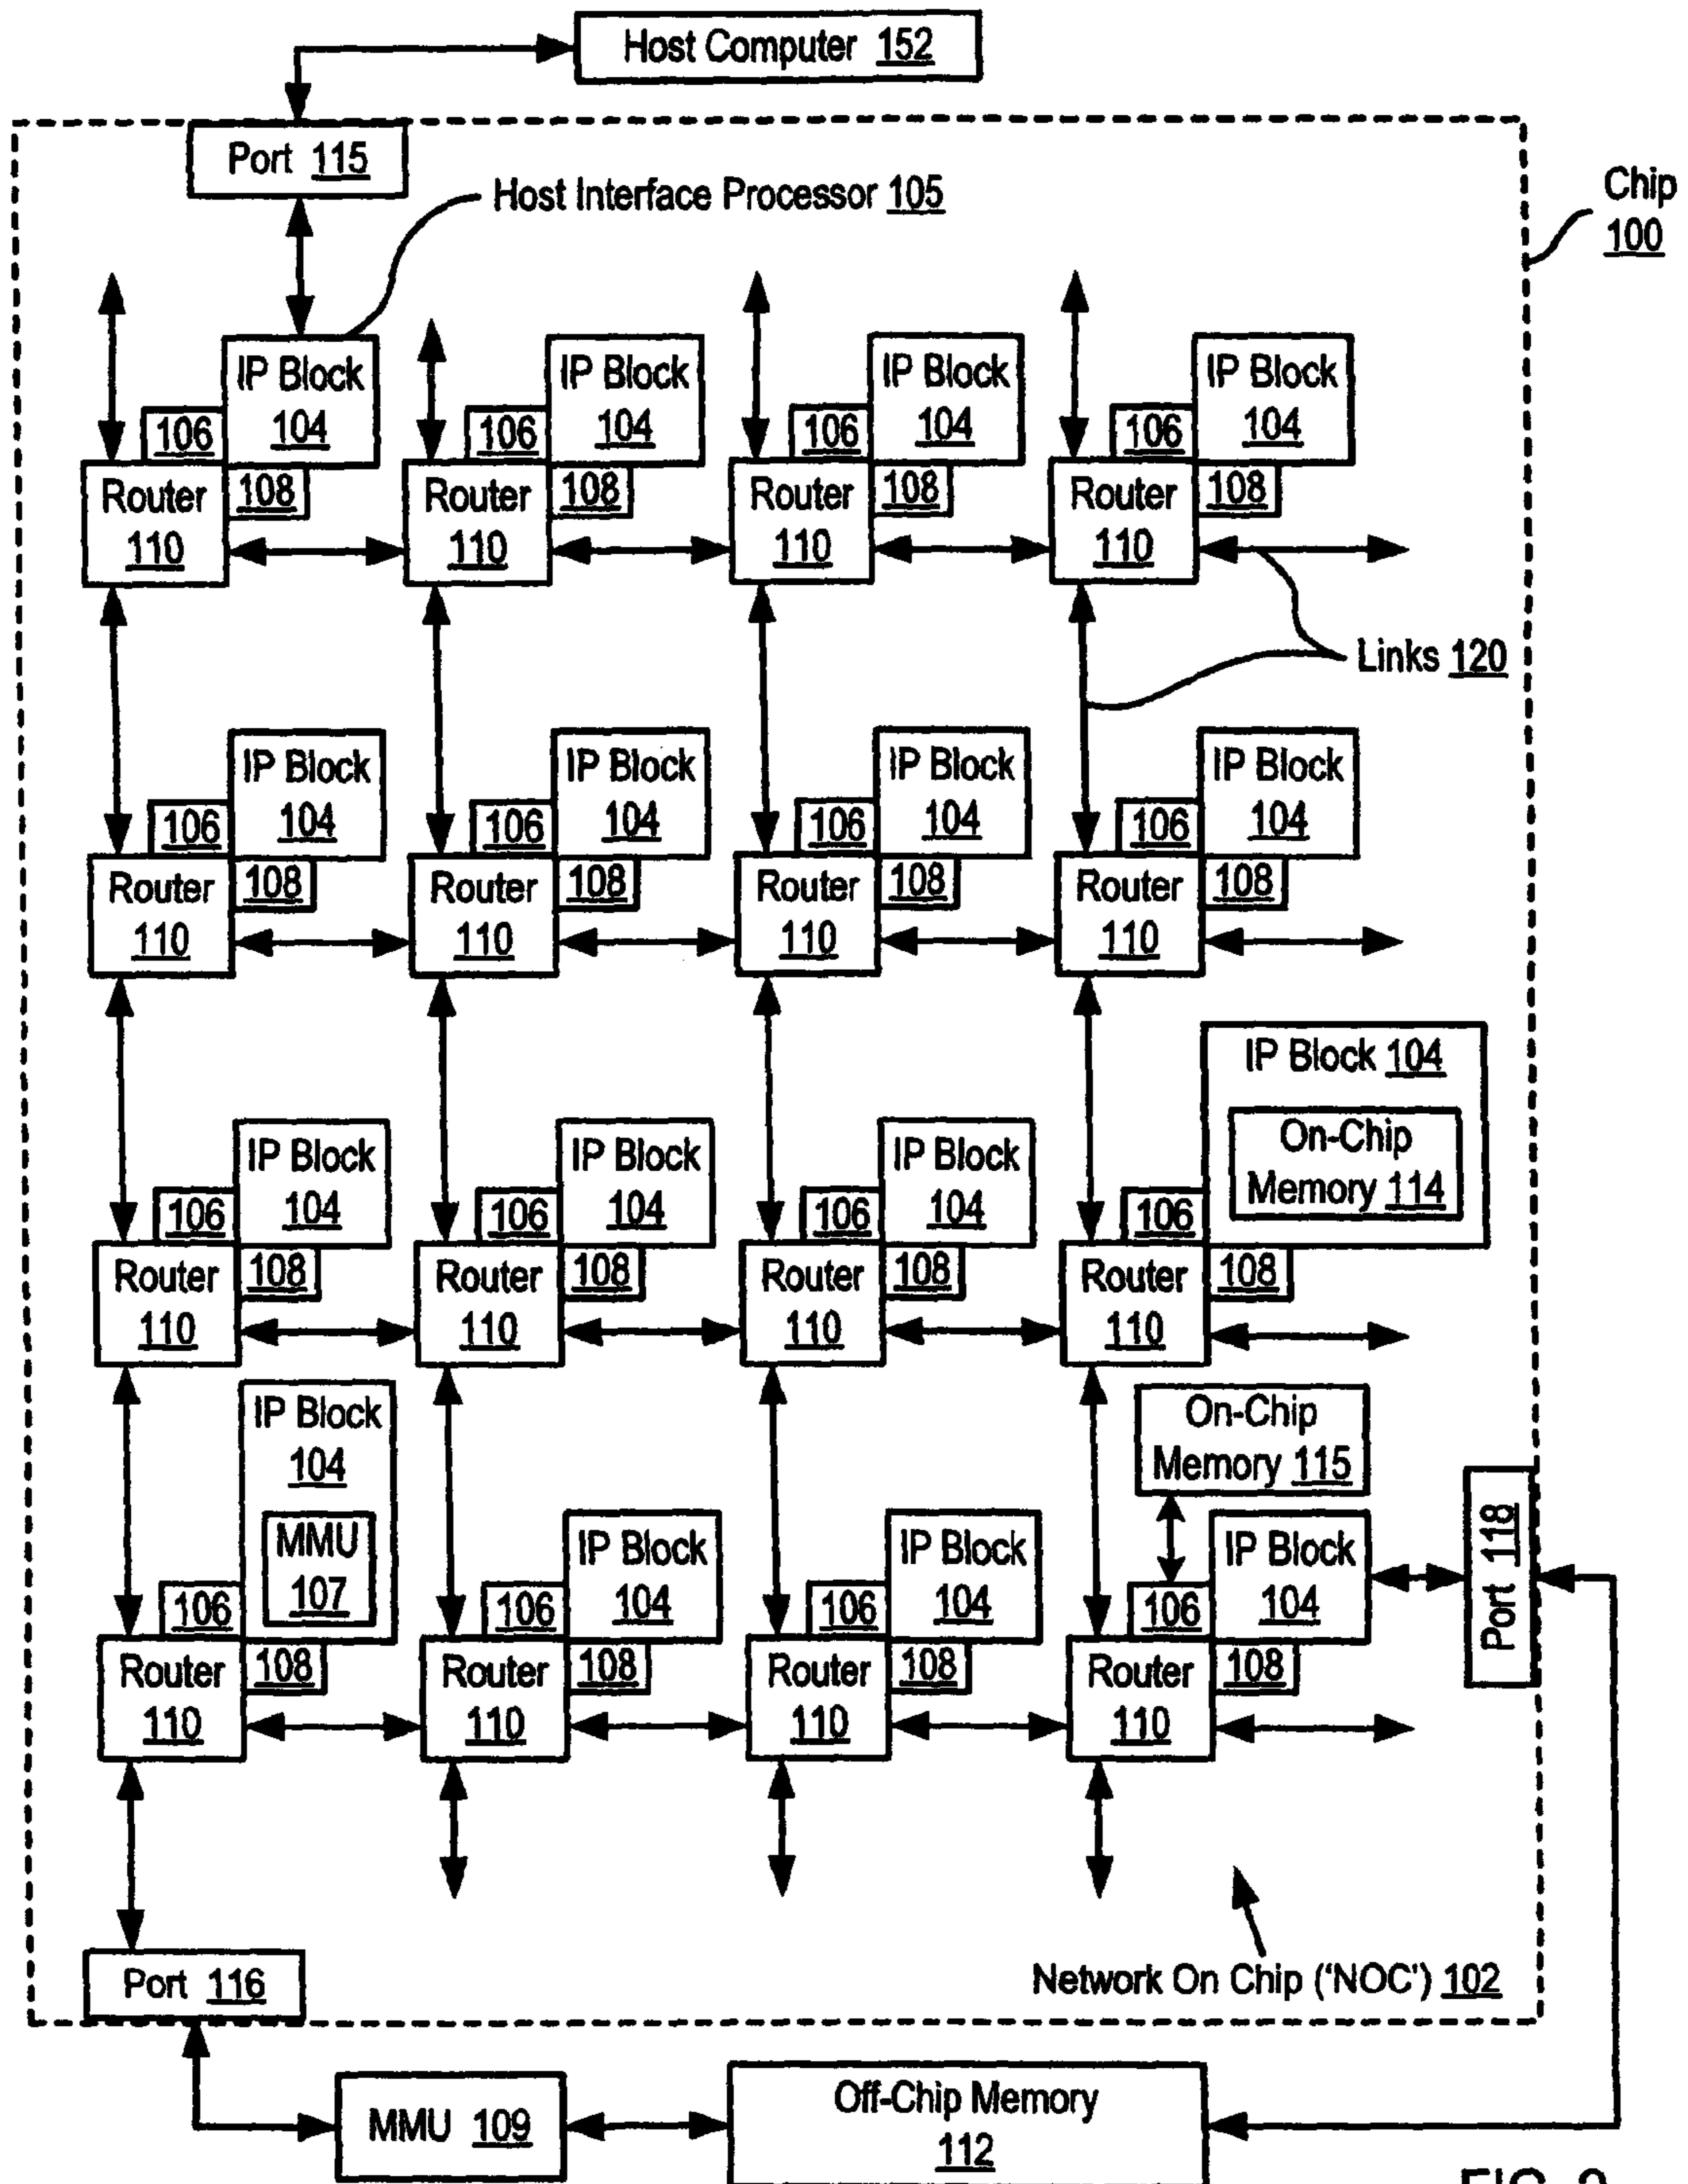 Host Computer 152
Port 115
Host Interface Processor 105
Chip
100
IP Block
104
IP Block
104
IP Block
104
IP Block
104
106
106
106
106
Router
110
108
Router
110
108
Router
110
108
Router
110
108
Links 120
IP Block
104
IP Block
104
IP Block
104
IP Block
104
106
106
106
106
Router
110
108
Router
110
108
Router
110
108
Router
110
108
IP Block 104
On-Chip
Memory 114
IP Block
104
IP Block
104
IP Block
104
106
106
106
106
Router
110
108
Router
110
108
Router
110
108
Router
110
108
IP Block
104
MMU
107
On-Chip
Memory 115
IP Block
104
IP Block
104
IP Block
104
Port 118
106
106
106
106
Router
110
108
Router
110
108
Router
110
108
Router
110
108
Port 116
Network On Chip ('NOC') 102
MMU 109
Off-Chip Memory
112